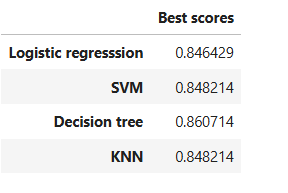 Best scores
Logistic regresssion 0.846429
SVM 0.848214
Decision tree 0.860714
KNN 0.848214